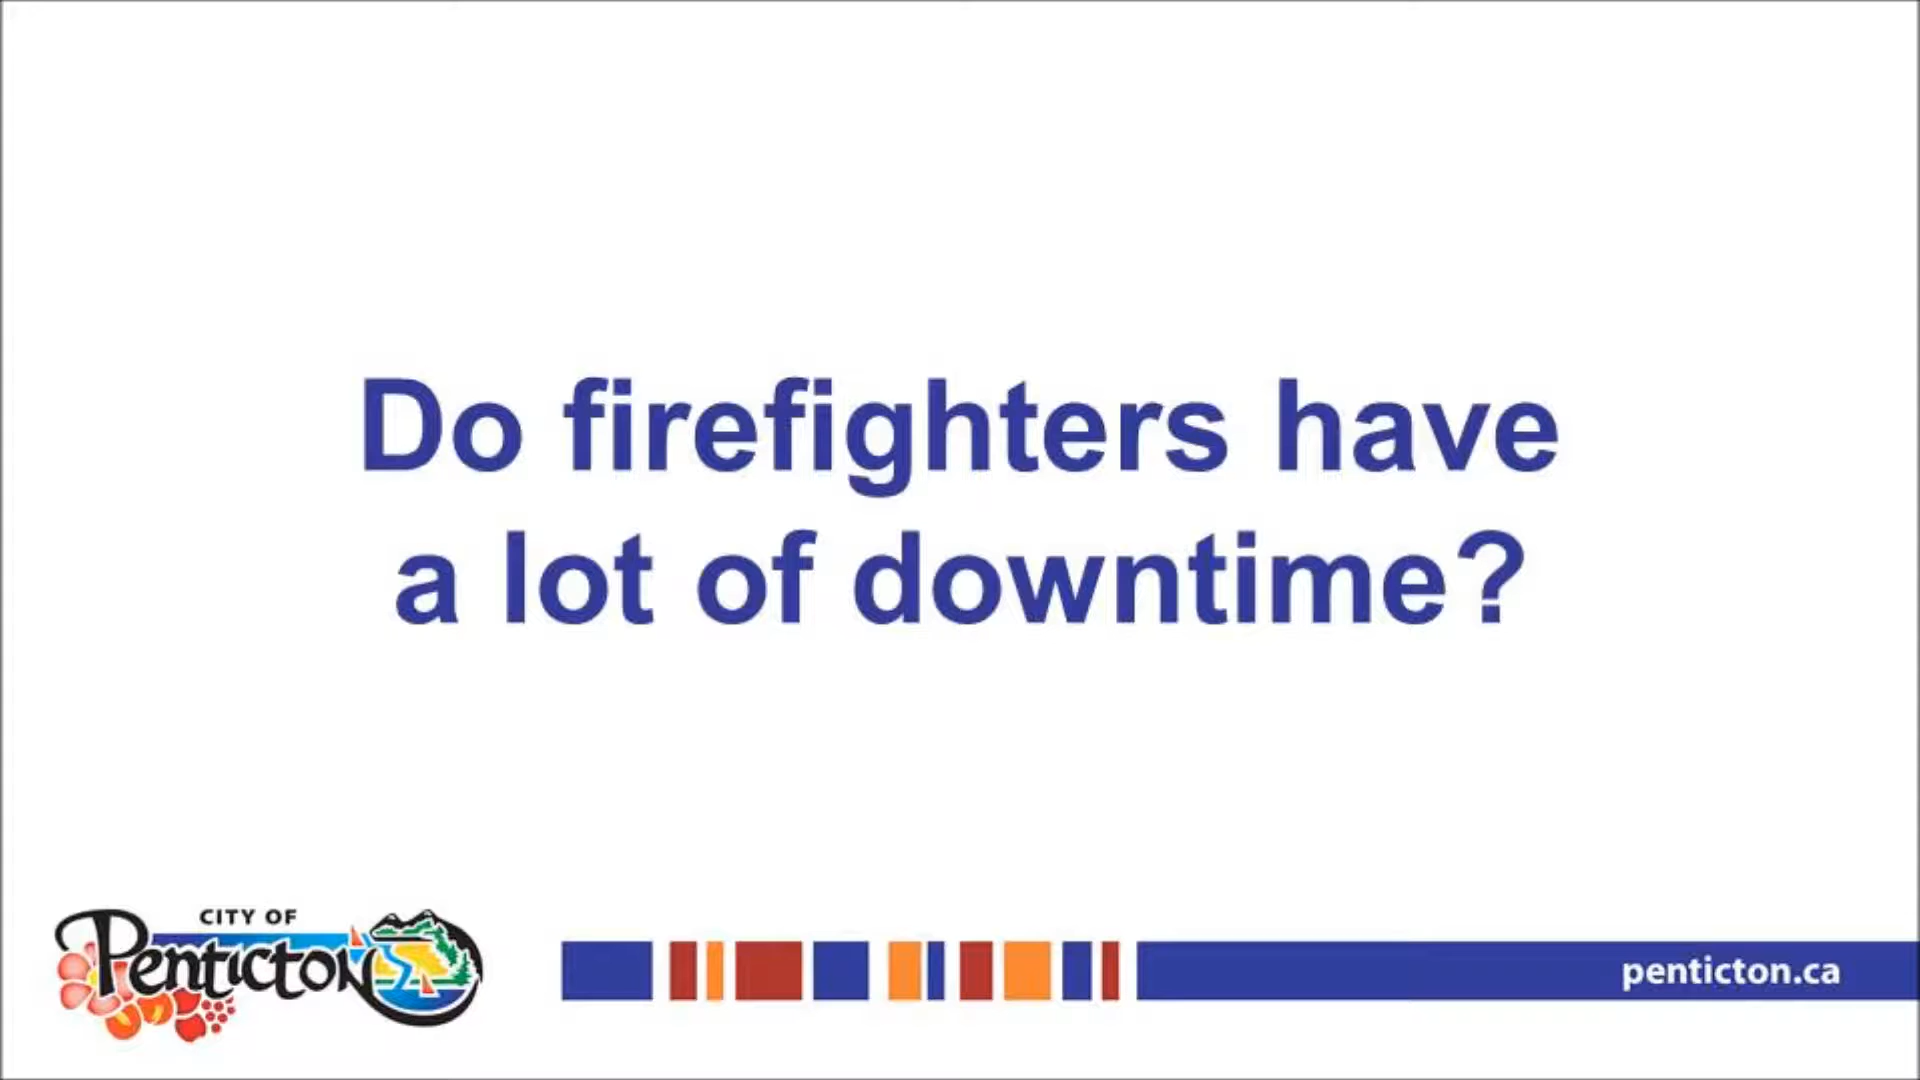 Do firefighters have
a lot of downtime?
CITY OF
Penticton
penticton.ca